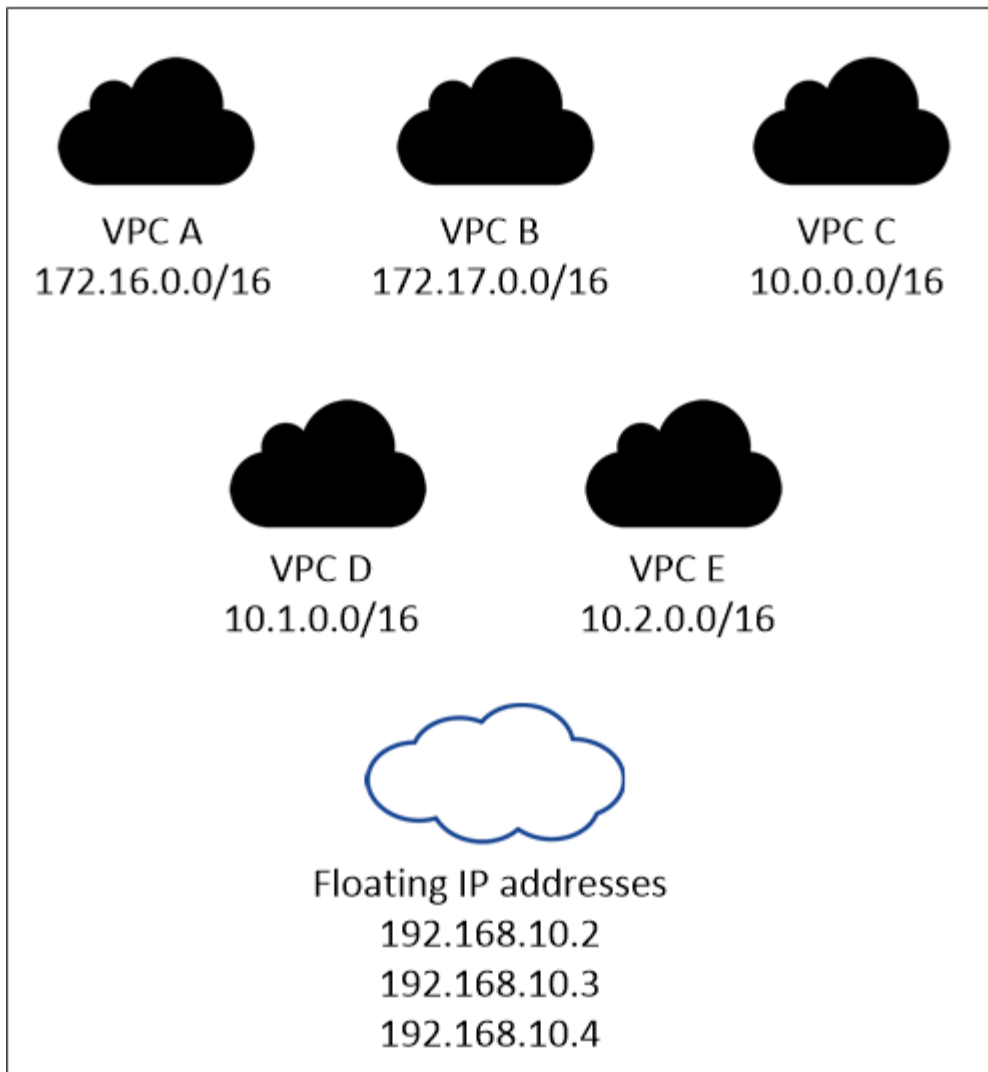 VPC A
172.16.0.0/16
VPC B
172.17.0.0/16
VPC C
10.0.0.0/16
VPC D
10.1.0.0/16
VPC E
10.2.0.0/16
Floating IP addresses
192.168.10.2
192.168.10.3
192.168.10.4